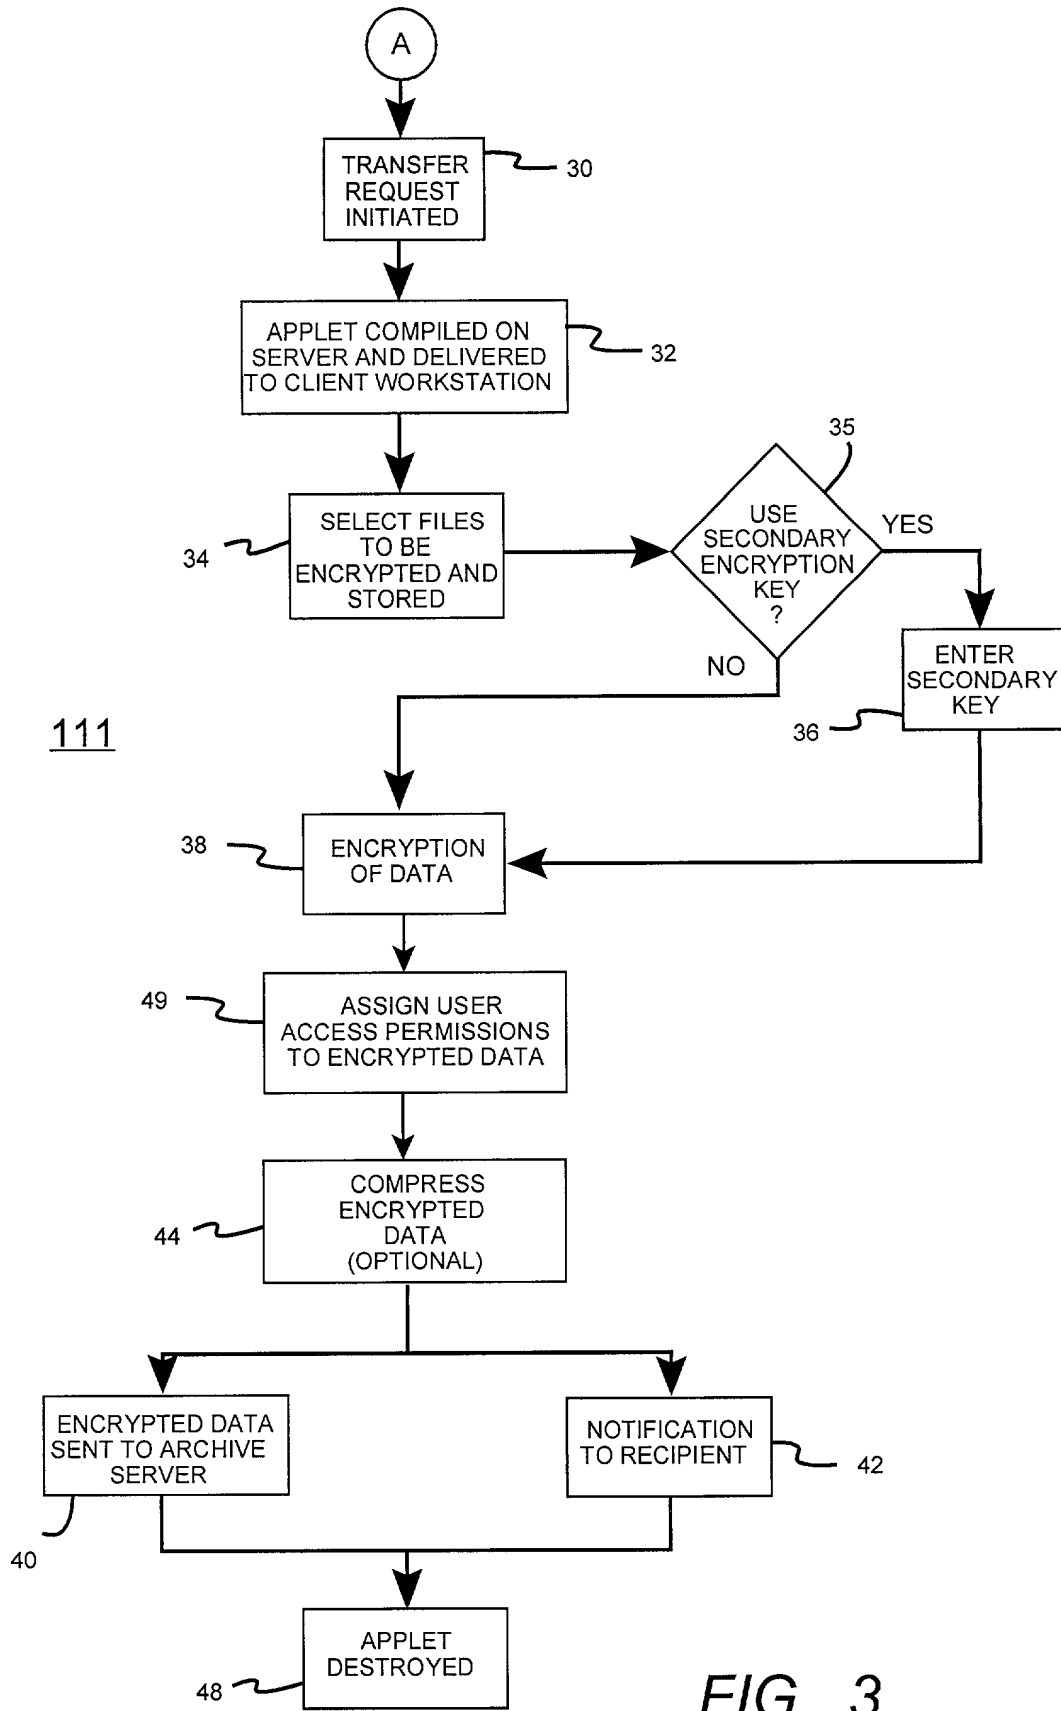 A
TRANSFER
REQUEST
INITIATED
30
APPLET COMPILED ON
SERVER AND DELIVERED
TO CLIENT WORKSTATION
32
35
SELECT FILES
TO BE
ENCRYPTED AND
STORED
34
USE
SECONDARY
ENCRYPTION
KEY
?
YES
NO
ENTER
SECONDARY
KEY
36
111
38
ENCRYPTION
OF DATA
49
ASSIGN USER
ACCESS PERMISSIONS
TO ENCRYPTED DATA
COMPRESS
ENCRYPTED
DATA
(OPTIONAL)
44
ENCRYPTED DATA
SENT TO ARCHIVE
SERVER
40
NOTIFICATION
TO RECIPIENT
42
APPLET
DESTROYED
48
FIG 3